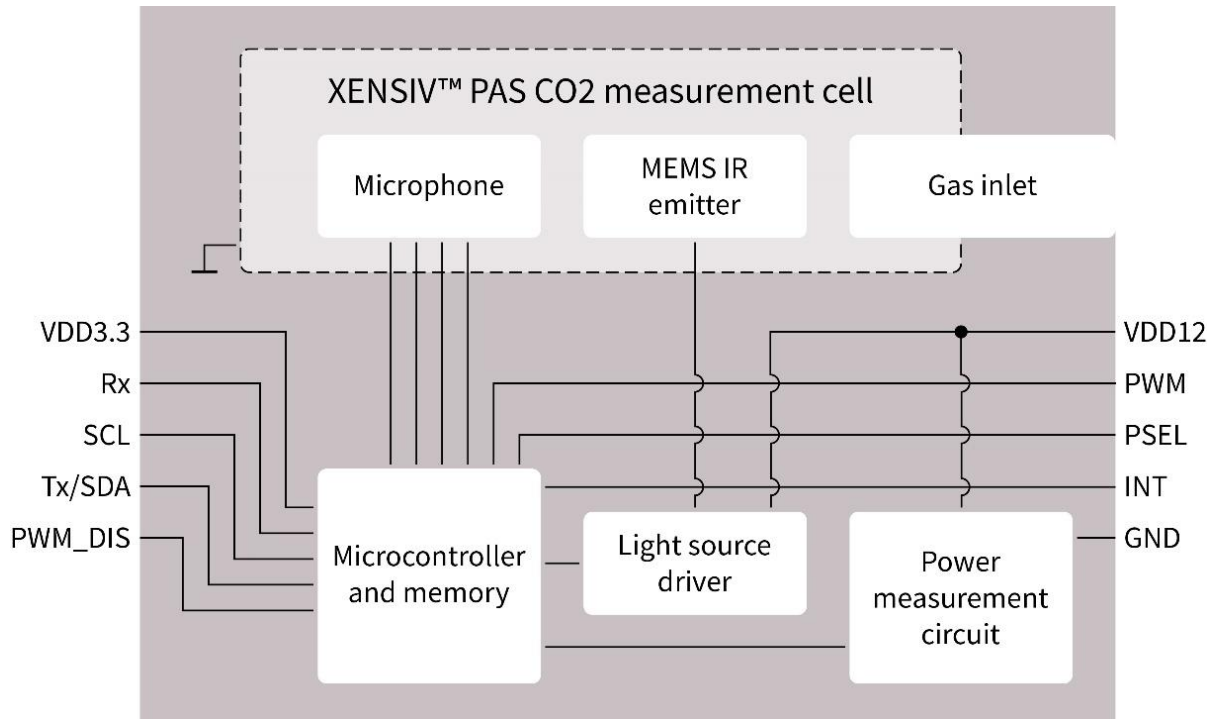 XENSIV™ PAS CO2 measurement cell
Microphone
MEMS IR
emitter
Gas inlet
VDD3.3
Rx
SCL
Tx/SDA
PWM_DIS
VDD12
PWM
PSEL
INT
GND
Microcontroller
and memory
Light source
driver
Power
measurement
circuit